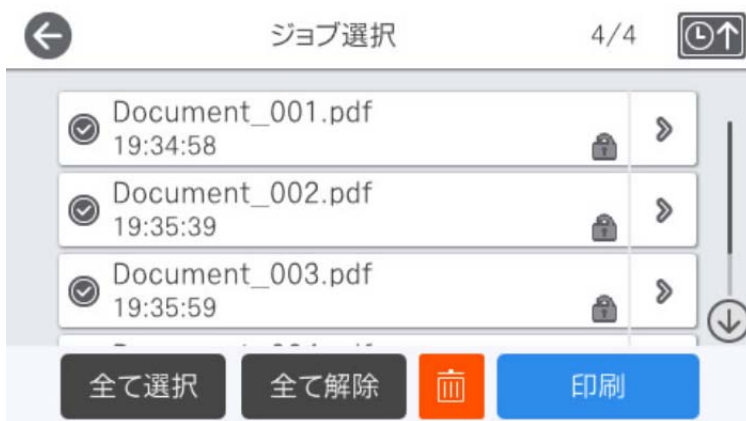 ジョブ選択 4/4
Document_001.pdf
19:34:58
Document_002.pdf
19:35:39
Document_003.pdf
19:35:59
全て選択 全て解除 印刷